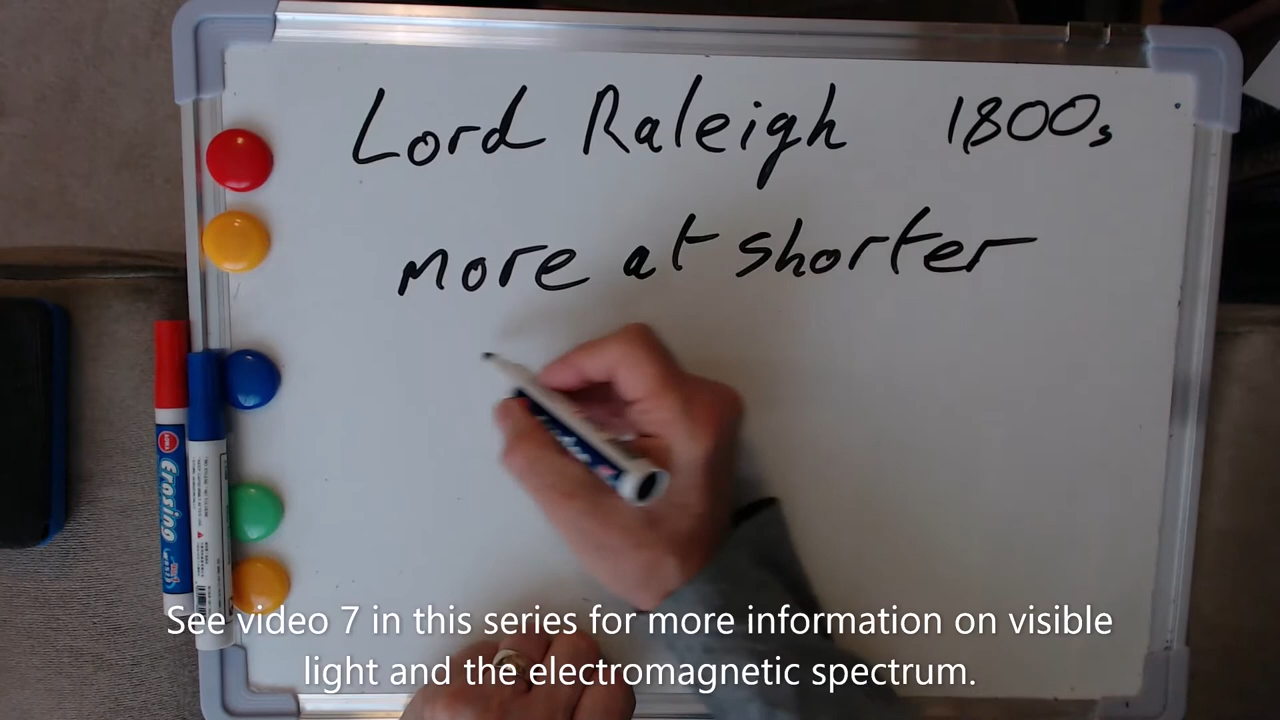 Lord Raleigh 1800s
more at shorter
Erasing
See video 7 in this series for more information on visible
light and the electromagnetic spectrum.